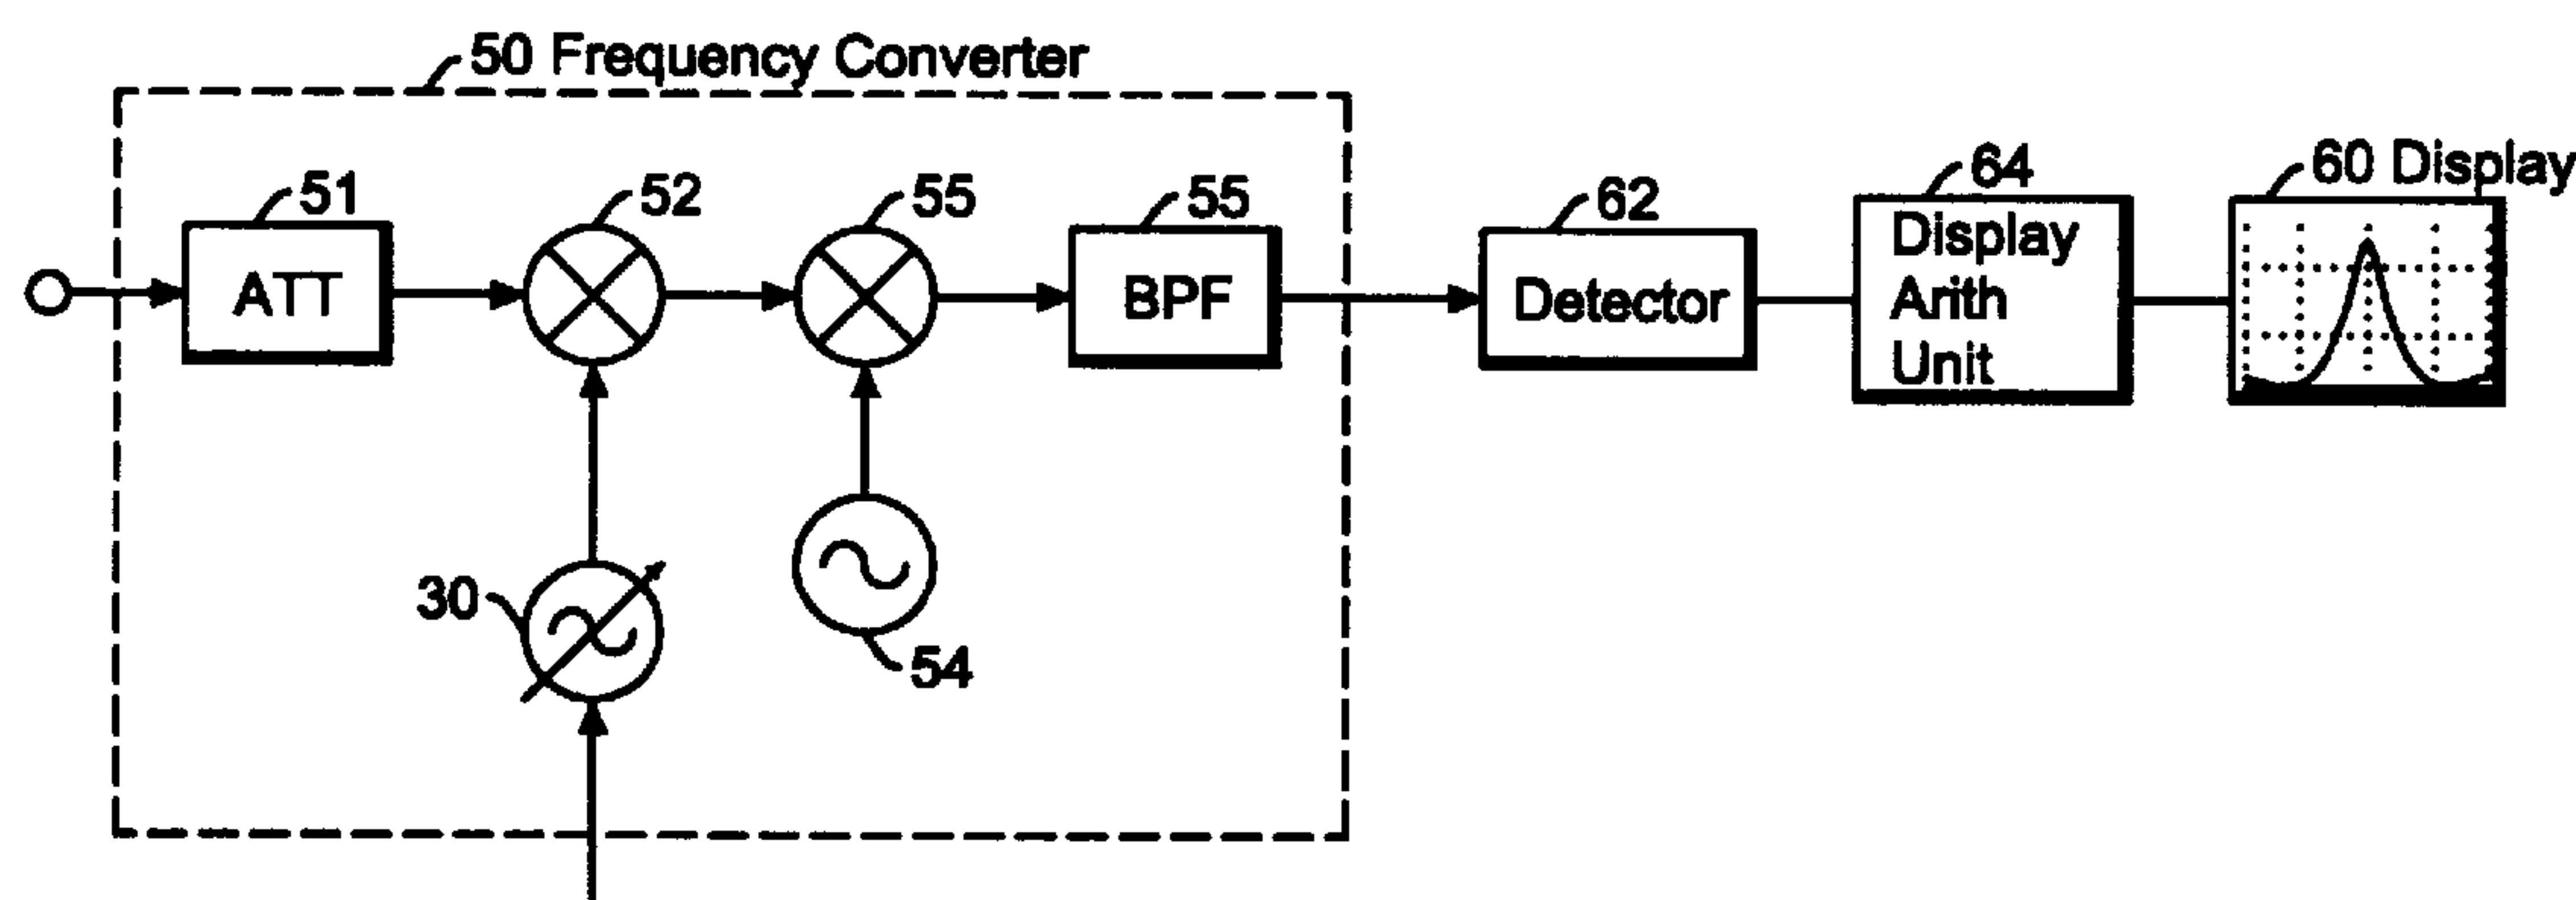 50 Frequency Converter
51
ATT
52
55
55
BPF
62
Detector
64
Display
Arith
Unit
60 Display
30
54